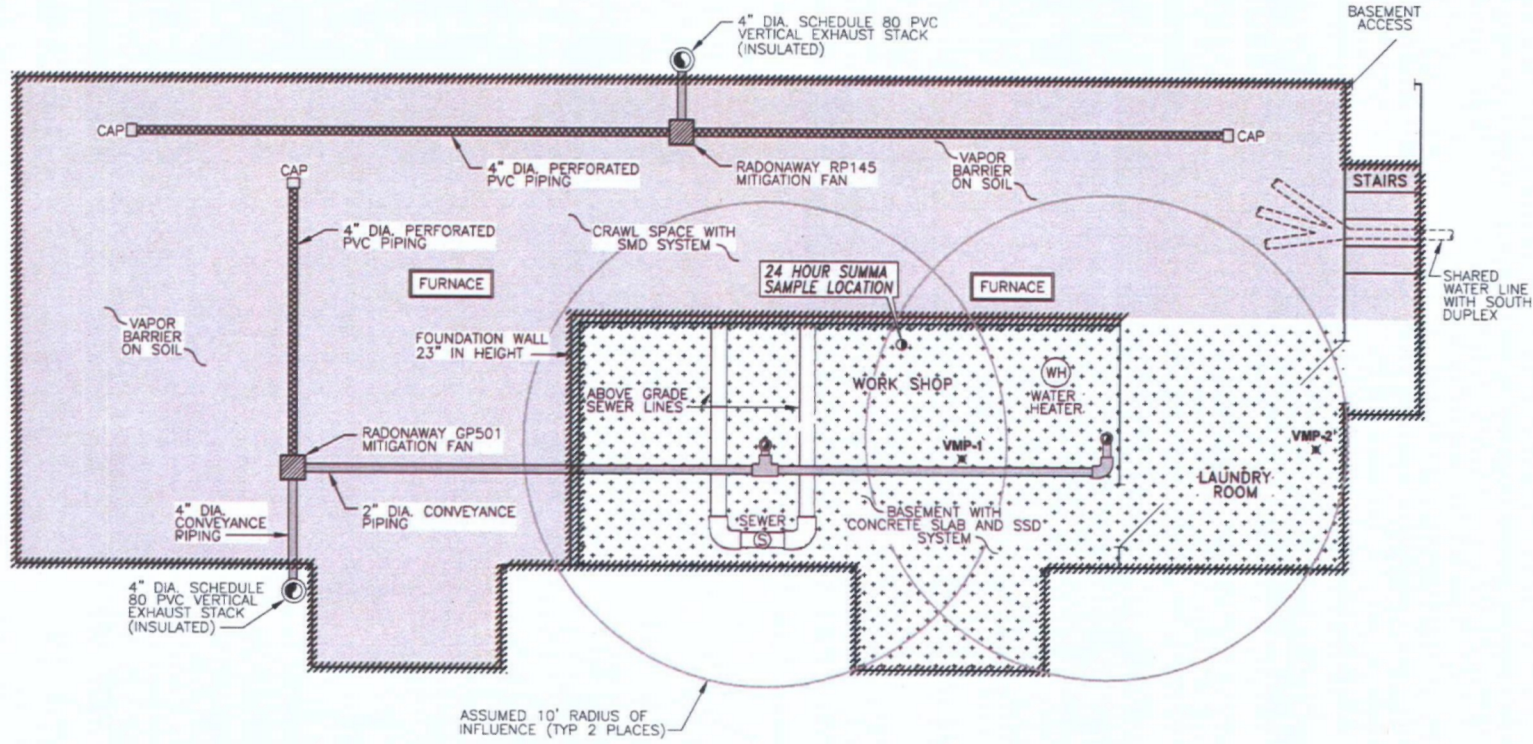 4" DIA. SCHEDULE 80 PVC
VERTICAL EXHAUST STACK
(INSULATED)
BASEMENT
ACCESS
CAP
CAP
4" DIA. PERFORATED
PVC PIPING
RADONAWAY RP145
MITIGATION FAN
VAPOR
BARRIER
ON SOIL
CAP
STAIRS
4" DIA. PERFORATED
PVC PIPING
CRAWL SPACE WITH
SMD SYSTEM
24 HOUR SUMMA
SAMPLE LOCATION
FURNACE
FURNACE
SHARED
WATER LINE
WITH SOUTH
DUPLEX
VAPOR
BARRIER
ON SOIL
FOUNDATION WALL
23" IN HEIGHT
ABOVE GRADE
SEWER LINES
WORK SHOP
WH
WATER
HEATER
RADONAWAY GP501
MITIGATION FAN
VMP-1
VMP-2
LAUNDRY
ROOM
4" DIA.
CONVEYANCE
PIPING
2" DIA. CONVEYANCE
PIPING
SEWER
S
BASEMENT WITH
CONCRETE SLAB AND SSD
SYSTEM
4" DIA. SCHEDULE
80 PVC VERTICAL
EXHAUST STACK
(INSULATED)
ASSUMED 10' RADIUS OF
INFLUENCE (TYP 2 PLACES)